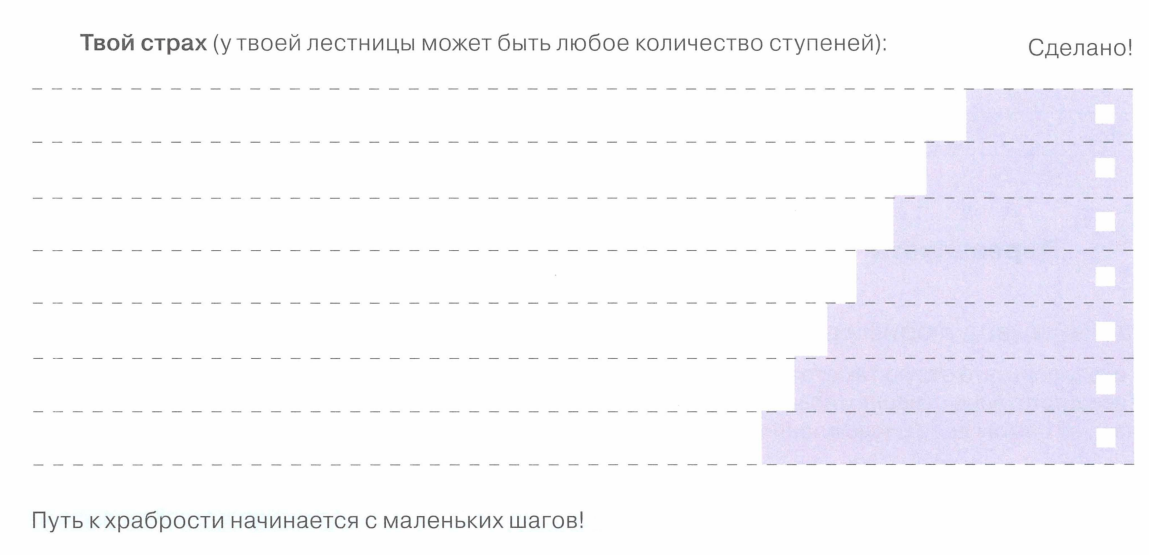 Твой страх (у твоей лестницы может быть любое количество ступеней):
Сделано!
Путь к храбрости начинается с маленьких шагов!